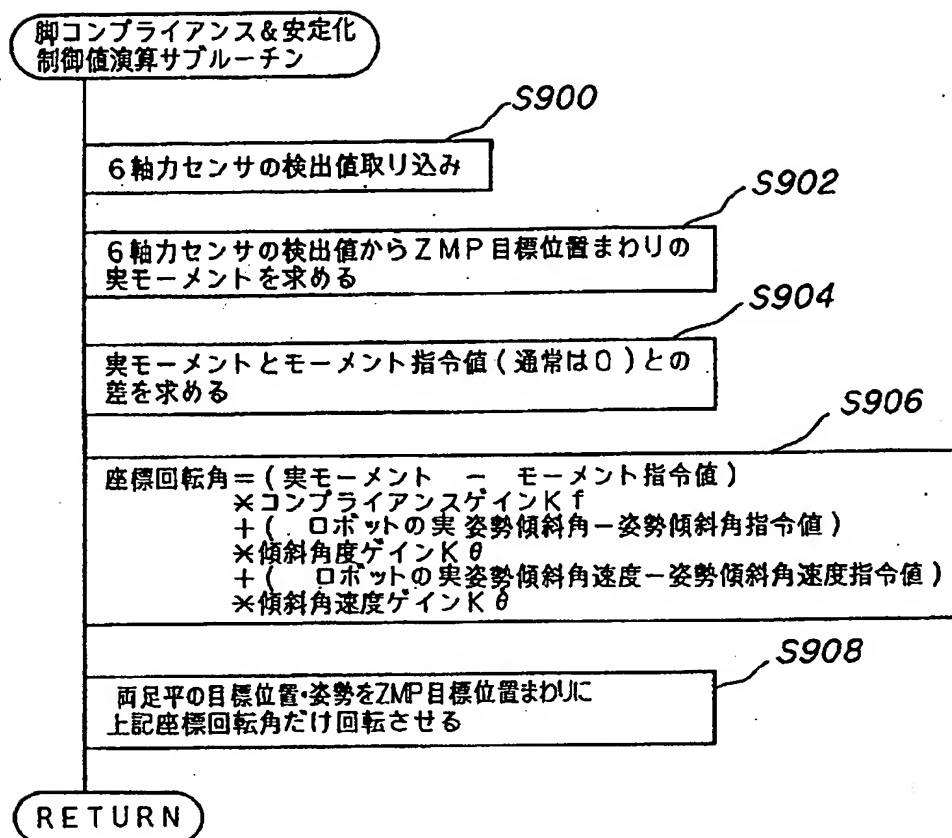 脚コンプライアンス&安定化
制御値演算サブルーチン
S900
6軸力センサの検出値取り込み
S902
6軸力センサの検出値からZMP目標位置まわりの
実モーメントを求める
S904
実モーメントとモーメント指令値(通常は0)との
差を求める
S906
座標回転角=(実モーメント － モーメント指令値)
*コンプライアンスゲインKf
+( ロボットの実姿勢傾斜角－姿勢傾斜角指令値)
*傾斜角度ゲインKθ
+( ロボットの実姿勢傾斜角速度－姿勢傾斜角速度指令値)
*傾斜角速度ゲインKθ̇
S908
両足平の目標位置・姿勢をZMP目標位置まわりに
上記座標回転角だけ回転させる
RETURN